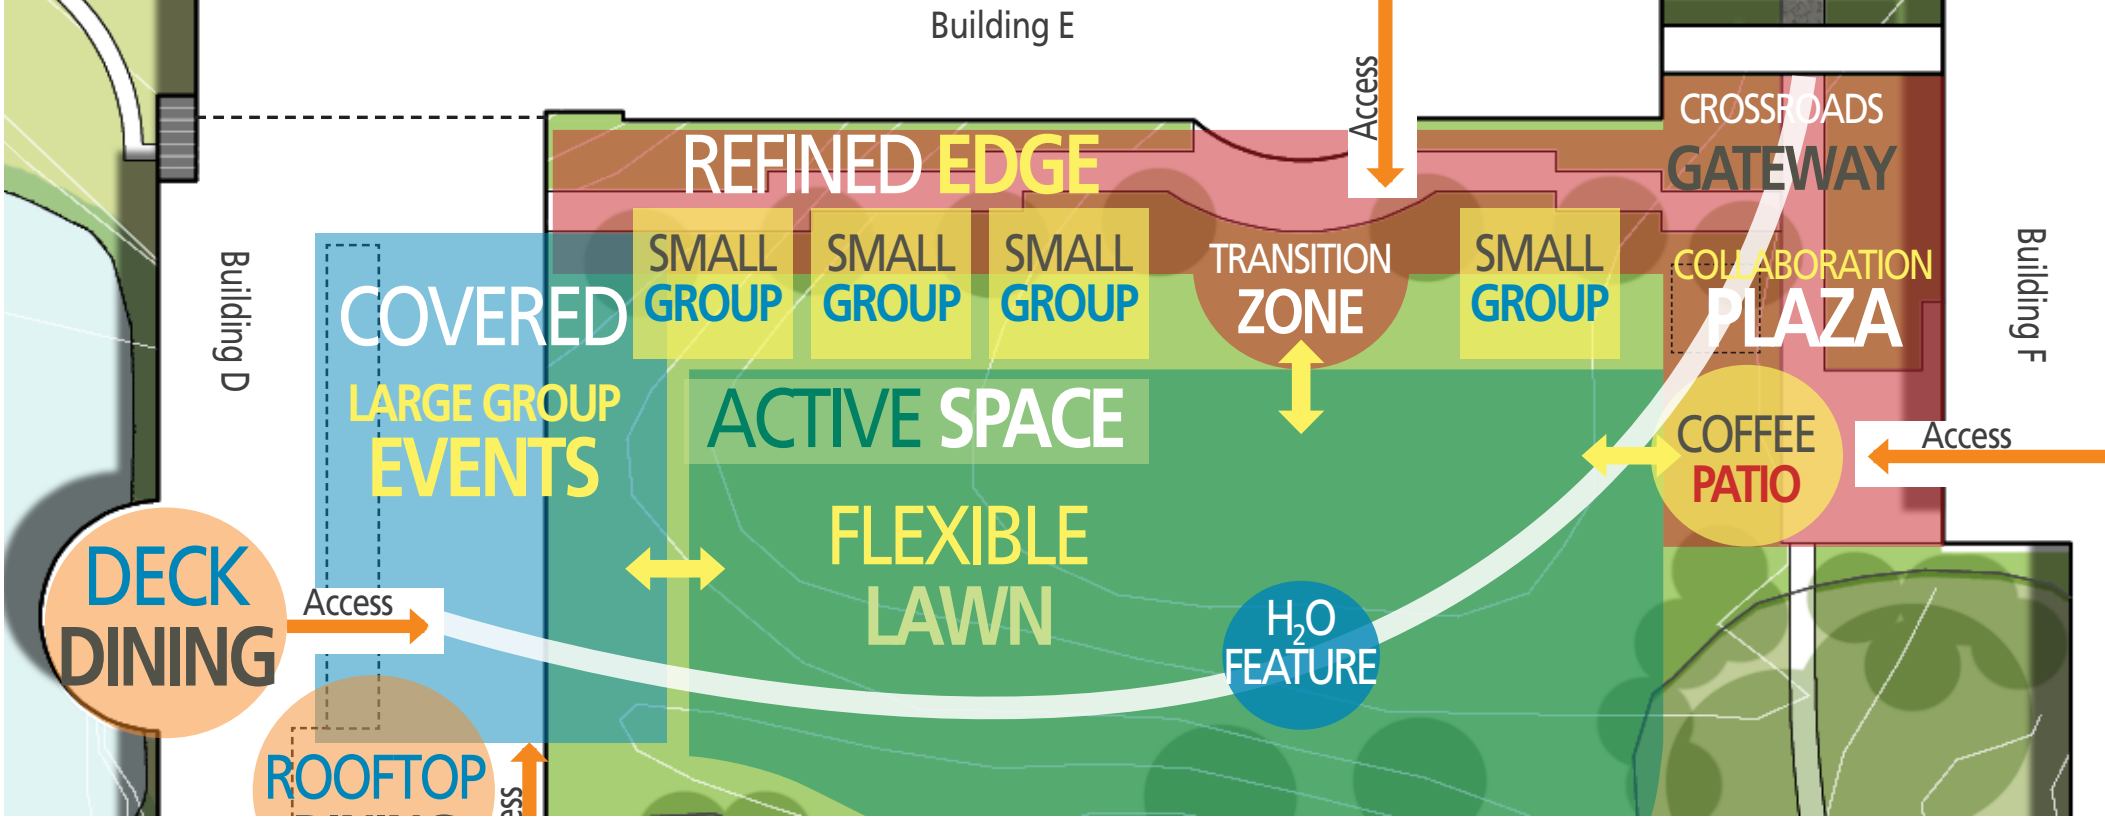 Building E
Access
CROSSROADS
GATEWAY
REFINED EDGE
SMALL
GROUP
SMALL
GROUP
SMALL
GROUP
TRANSITION
ZONE
SMALL
GROUP
COLLABORATION
PLAZA
Building D
Building F
COVERED
LARGE GROUP
EVENTS
ACTIVE SPACE
COFFEE
PATIO
Access
FLEXIBLE
LAWN
DECK
DINING
Access
H₂O
FEATURE
ROOFTOP